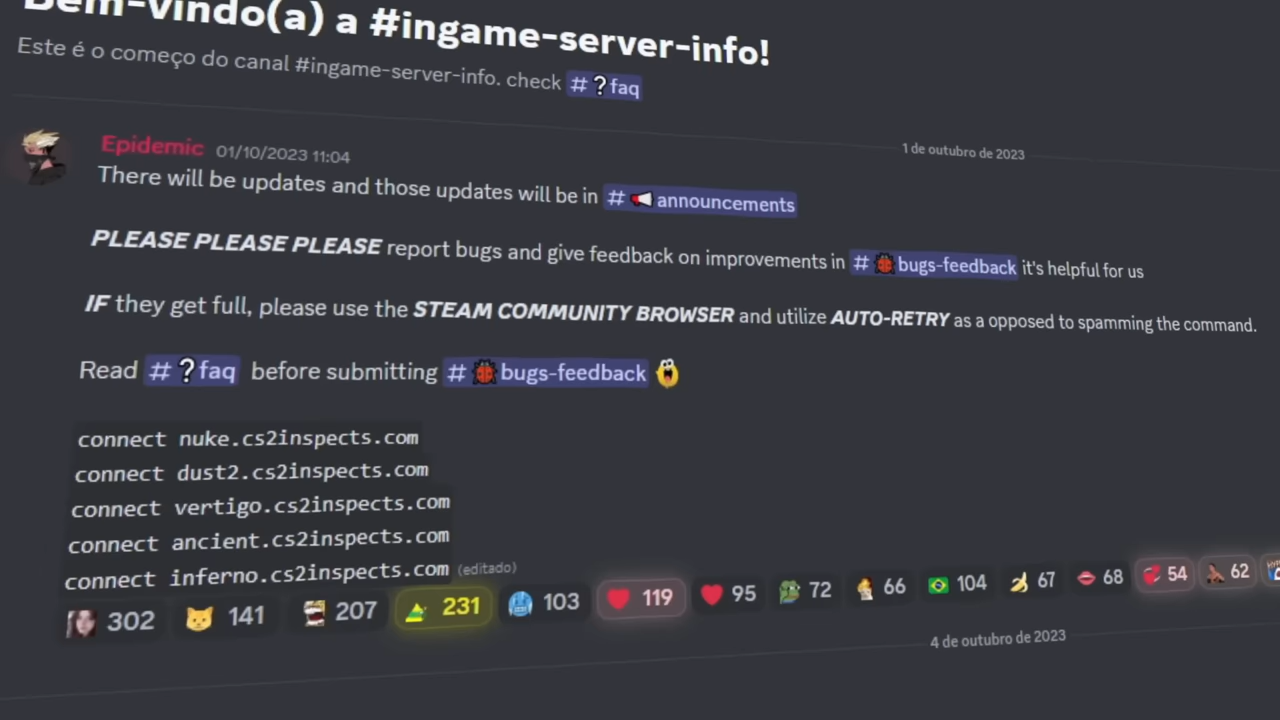 Bem-vindo(a) a #ingame-server-info!
Este é o começo do canal #ingame-server-info. check # ?faq
1 de outubro de 2023
Epidemic 01/10/2023 11:04
There will be updates and those updates will be in # announcements
PLEASE PLEASE PLEASE report bugs and give feedback on improvements in # bugs-feedback it's helpful for us
IF they get full, please use the STEAM COMMUNITY BROWSER and utilize AUTO-RETRY as a opposed to spamming the command.
Read # ?faq before submitting # bugs-feedback
connect nuke.cs2inspects.com
connect dust2.cs2inspects.com
connect vertigo.cs2inspects.com
connect ancient.cs2inspects.com
connect inferno.cs2inspects.com (editado)
302 141 207 231 103 119 95 72 66 104 67 68 54 62
4 de outubro de 2023